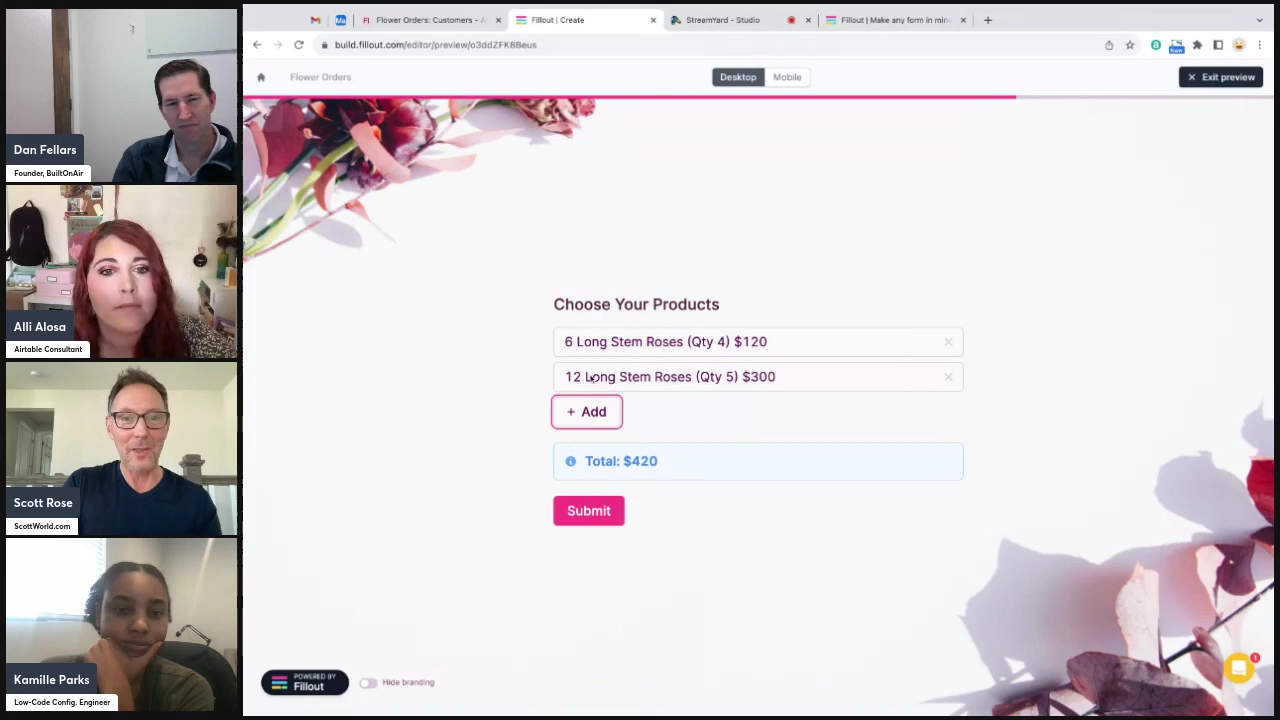 Dan Fellars
Founder, BuiltOnAir
Alli Alosa
Airtable Consultant
Scott Rose
ScottWorld.com
Kamille Parks
Low-Code Config. Engineer
Flower Orders: Customers
Fillout | Create
StreamYard - Studio
Fillout | Make any form in
build.fillout.com/editor/preview/o3ddZFKBBeus
New
Flower Orders
Desktop
Mobile
Exit preview
Choose Your Products
6 Long Stem Roses (Qty 4) $120
12 Long Stem Roses (Qty 5) $300
+ Add
Total: $420
Submit
POWERED BY
Fillout
Hide branding
1